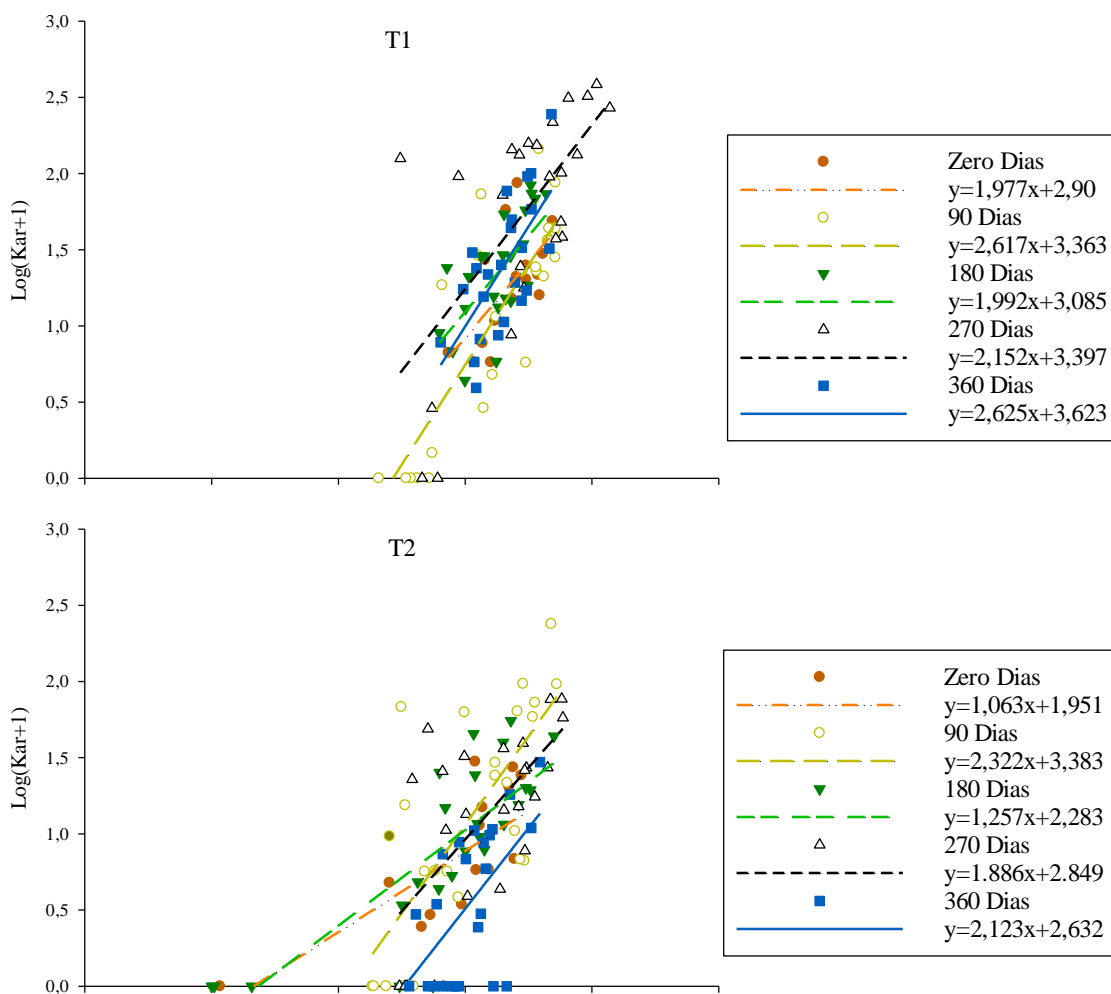 T1
3,0
2,5
2,0
1,5
1,0
0,5
0,0
Log(Kar+1)
Zero Dias
y=1,977x+2,90
90 Dias
y=2,617x+3,363
180 Dias
y=1,992x+3,085
270 Dias
y=2,152x+3,397
360 Dias
y=2,625x+3,623
T2
3,0
2,5
2,0
1,5
1,0
0,5
0,0
Log(Kar+1)
Zero Dias
y=1,063x+1,951
90 Dias
y=2,322x+3,383
180 Dias
y=1,257x+2,283
270 Dias
y=1.886x+2.849
360 Dias
y=2,123x+2,632